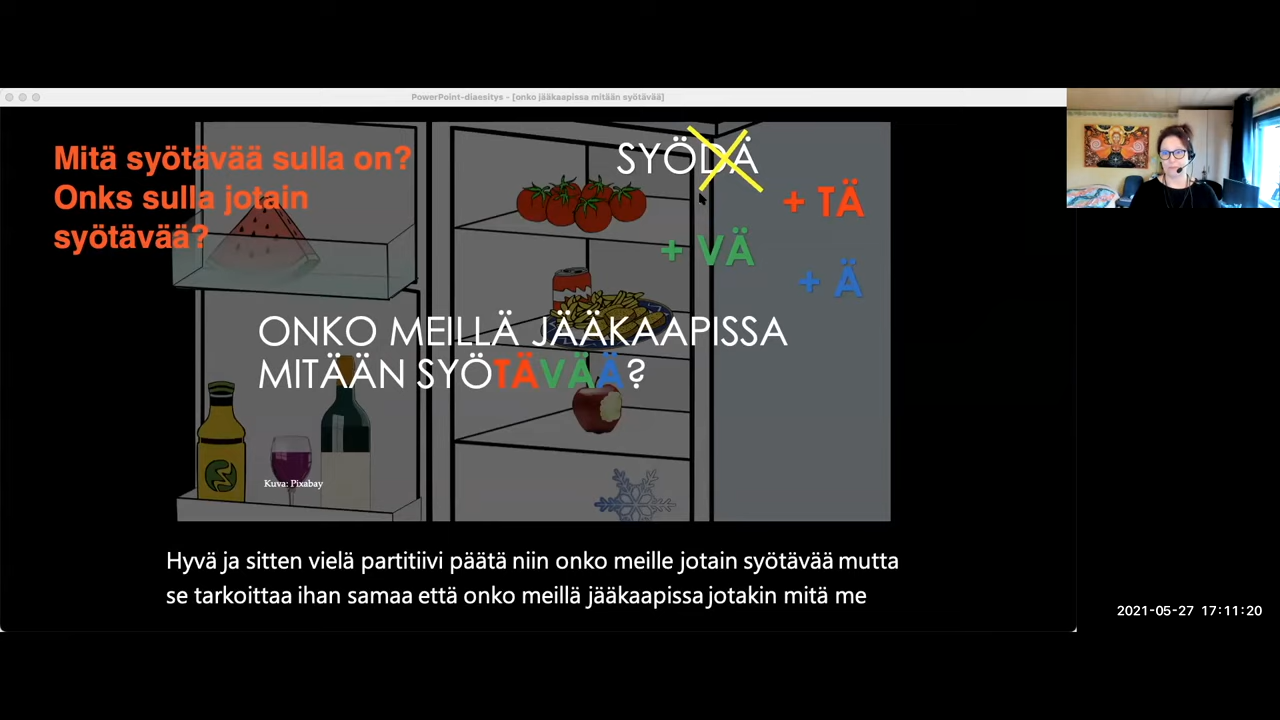 PowerPoint-diaesitys - [onko jääkaapissa mitään syötävää]
Mitä syötävää sulla on?
Onks sulla jotain
syötävää?
SYÖDÄ
+ TÄ
+ VÄ
+ Ä
ONKO MEILLÄ JÄÄKAAPISSA
MITÄÄN SYÖTÄVÄÄ?
Kuva: Pixabay
Hyvä ja sitten vielä partitiivi päätä niin onko meille jotain syötävää mutta
se tarkoittaa ihan samaa että onko meillä jääkaapissa jotakin mitä me
2021-05-27 17:11:20